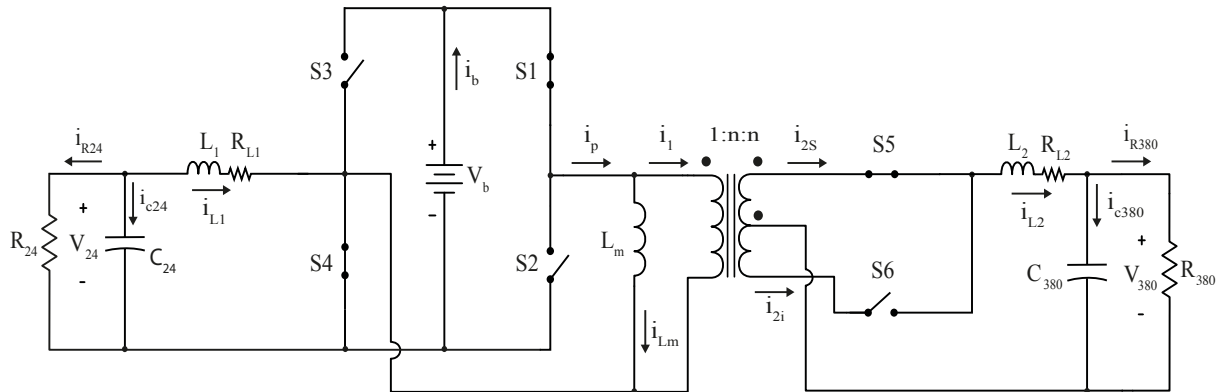 S3
i_b
S1
i_R24
L_1
R_L1
i_p
i_1
1:n:n
i_2S
S5
L_2
R_L2
i_R380
+
V_b
-
i_c24
i_L1
i_L2
i_c380
R_24
+
V_24
-
C_24
S4
S2
L_m
S6
C_380
+
V_380
-
R_380
i_2i
i_Lm